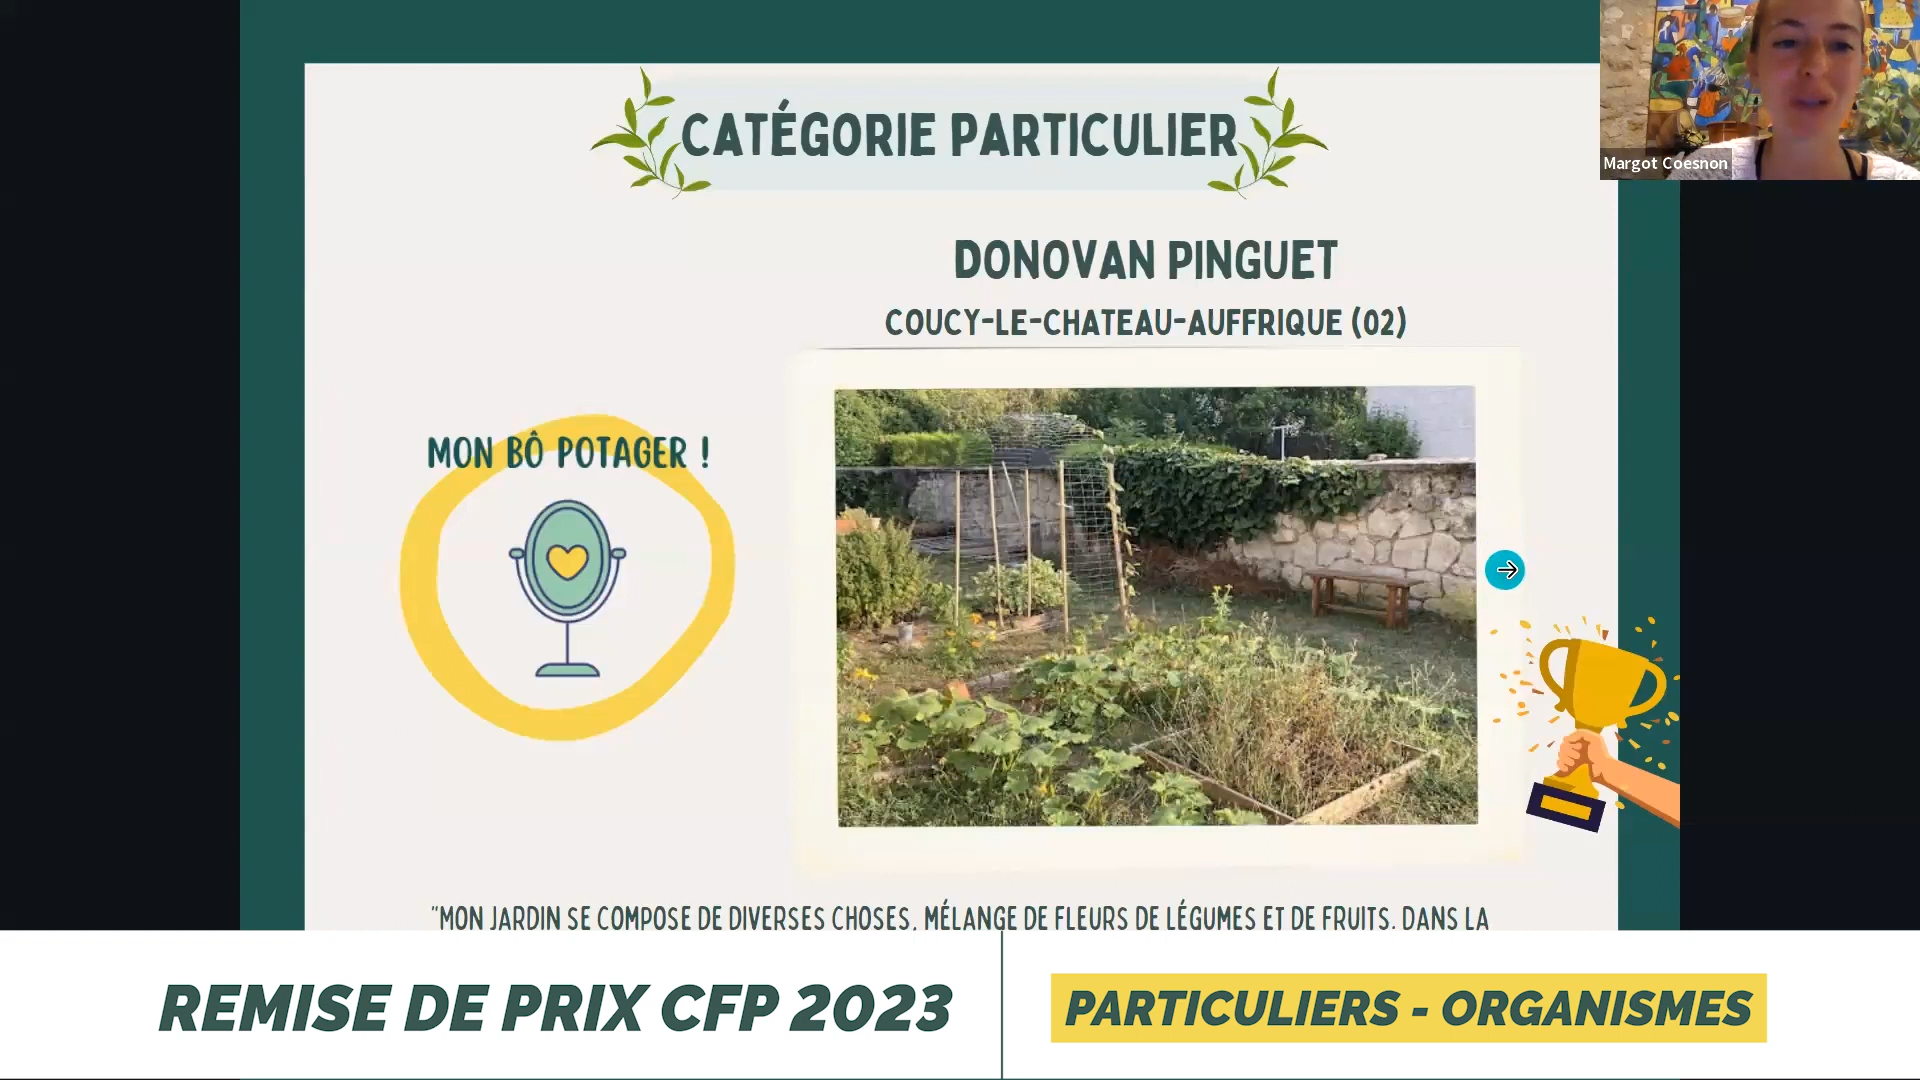 CATÉGORIE PARTICULIER
Margot Coesnon
DONOVAN PINGUET
COUCY-LE-CHATEAU-AUFFRIQUE (02)
MON BÔ POTAGER !
"MON JARDIN SE COMPOSE DE DIVERSES CHOSES, MÉLANGE DE FLEURS DE LÉGUMES ET DE FRUITS. DANS LA
REMISE DE PRIX CFP 2023
PARTICULIERS - ORGANISMES